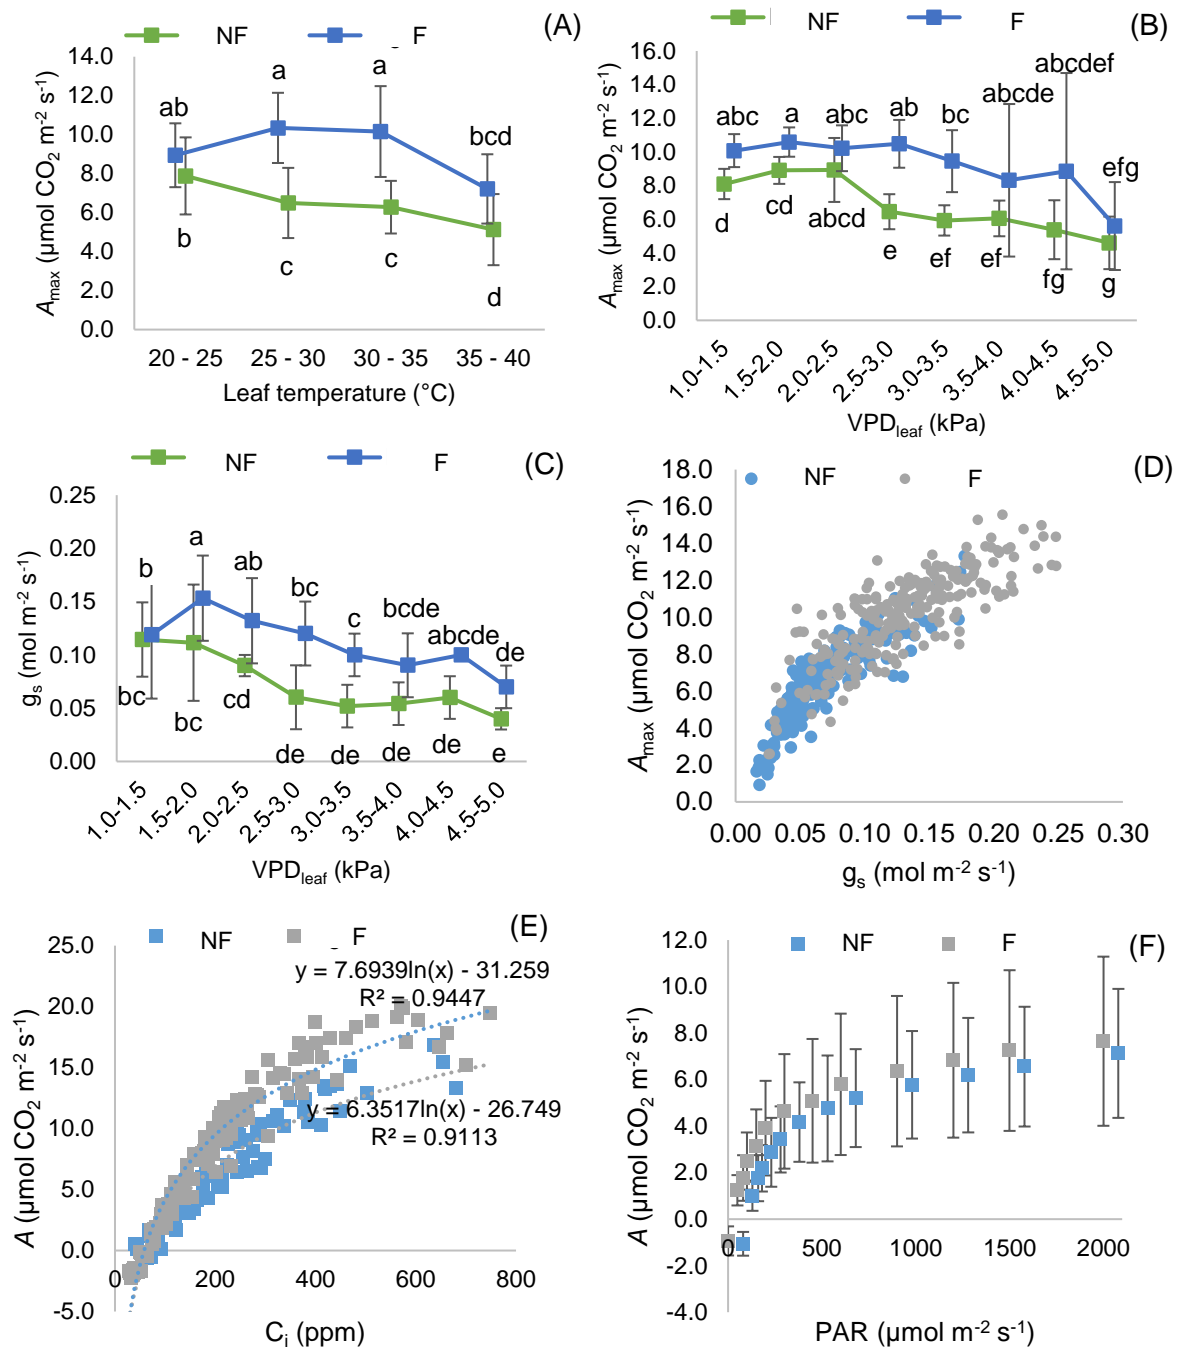 NF F (A)
14.0
12.0
10.0
8.0
6.0
4.0
2.0
0.0
A_max (µmol CO₂ m⁻² s⁻¹)
ab a a bcd
b c c d
20 - 25 25 - 30 30 - 35 35 - 40
Leaf temperature (°C)
NF F (B)
16.0
14.0
12.0
10.0
8.0
6.0
4.0
2.0
0.0
A_max (µmol CO₂ m⁻² s⁻¹)
abc a abc ab bc abcde abcdef efg
d cd abcd e ef ef fg g
1.0-1.5 1.5-2.0 2.0-2.5 2.5-3.0 3.0-3.5 3.5-4.0 4.0-4.5 4.5-5.0
VPD_leaf (kPa)
NF F (C)
0.25
0.20
0.15
0.10
0.05
0.00
g_s (mol m⁻² s⁻¹)
b a ab bc c bcde abcde de
bc bc cd de de de de e
1.0-1.5 1.5-2.0 2.0-2.5 2.5-3.0 3.0-3.5 3.5-4.0 4.0-4.5 4.5-5.0
VPD_leaf (kPa)
NF F (D)
18.0
16.0
14.0
12.0
10.0
8.0
6.0
4.0
2.0
0.0
A_max (µmol CO₂ m⁻² s⁻¹)
0.00 0.05 0.10 0.15 0.20 0.25 0.30
g_s (mol m⁻² s⁻¹)
NF F (E)
25.0
20.0
15.0
10.0
5.0
0.0
-5.0
A (µmol CO₂ m⁻² s⁻¹)
y = 7.6939ln(x) - 31.259
R² = 0.9447
y = 6.3517ln(x) - 26.749
R² = 0.9113
0 200 400 600 800
C_i (ppm)
NF F (F)
12.0
10.0
8.0
6.0
4.0
2.0
0.0
-2.0
-4.0
A (µmol CO₂ m⁻² s⁻¹)
0 500 1000 1500 2000
PAR (µmol m⁻² s⁻¹)